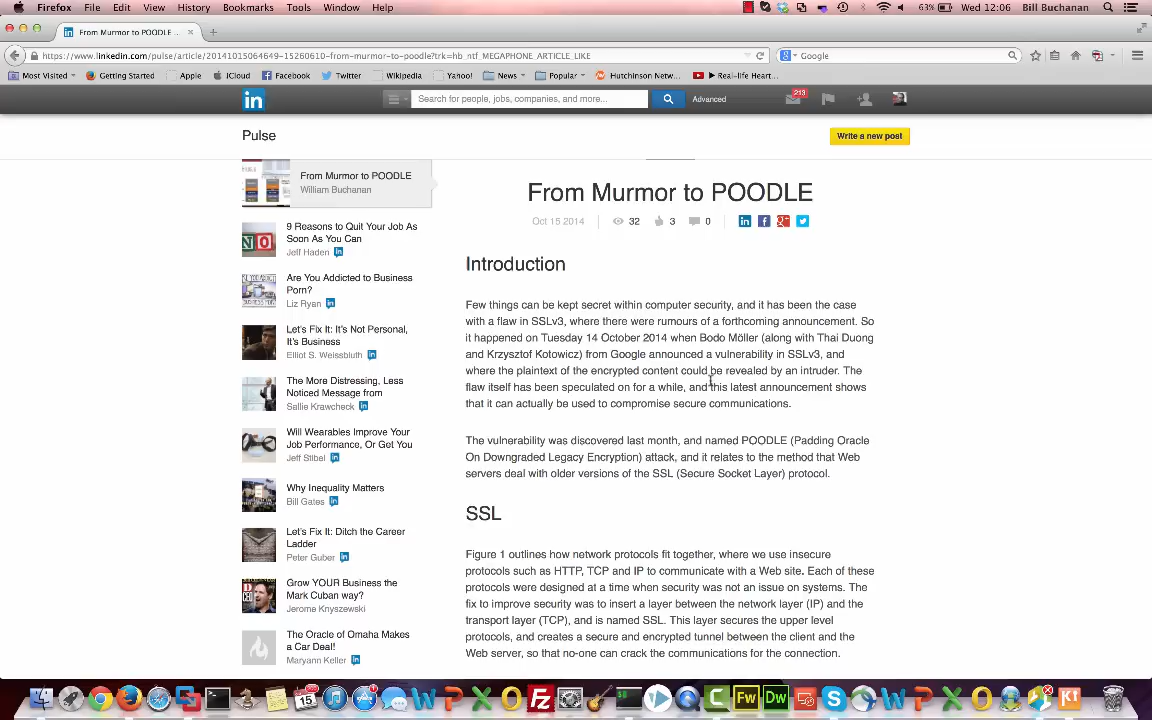 Firefox File Edit View History Bookmarks Tools Window Help 63% Wed 12:06 Bill Buchanan
From Murmor to POODLE ...
https://www.linkedin.com/pulse/article/20141015064649-15260610-from-murmor-to-poodle?trk=hb_ntf_MEGAPHONE_ARTICLE_LIKE
Google
Most Visited Getting Started Apple iCloud Facebook Twitter Wikipedia Yahoo! News Popular Hutchinson Netw... ► Real-life Heart...
in Search for people, jobs, companies, and more... Advanced 213
Pulse
Write a new post
From Murmor to POODLE
William Buchanan
9 Reasons to Quit Your Job As
Soon As You Can
Jeff Haden in
Are You Addicted to Business
Porn?
Liz Ryan in
Let's Fix It: It's Not Personal,
It's Business
Elliot S. Weissbluth in
The More Distressing, Less
Noticed Message from
Sallie Krawcheck in
Will Wearables Improve Your
Job Performance, Or Get You
Jeff Stibel in
Why Inequality Matters
Bill Gates in
Let's Fix It: Ditch the Career
Ladder
Peter Guber in
Grow YOUR Business the
Mark Cuban way?
Jerome Knyszewski
The Oracle of Omaha Makes
a Car Deal!
Maryann Keller in
From Murmor to POODLE
Oct 15 2014 32 3 0
Introduction
Few things can be kept secret within computer security, and it has been the case
with a flaw in SSLv3, where there were rumours of a forthcoming announcement. So
it happened on Tuesday 14 October 2014 when Bodo Möller (along with Thai Duong
and Krzysztof Kotowicz) from Google announced a vulnerability in SSLv3, and
where the plaintext of the encrypted content could be revealed by an intruder. The
flaw itself has been speculated on for a while, and this latest announcement shows
that it can actually be used to compromise secure communications.
The vulnerability was discovered last month, and named POODLE (Padding Oracle
On Downgraded Legacy Encryption) attack, and it relates to the method that Web
servers deal with older versions of the SSL (Secure Socket Layer) protocol.
SSL
Figure 1 outlines how network protocols fit together, where we use insecure
protocols such as HTTP, TCP and IP to communicate with a Web site. Each of these
protocols were designed at a time when security was not an issue on systems. The
fix to improve security was to insert a layer between the network layer (IP) and the
transport layer (TCP), and is named SSL. This layer secures the upper level
protocols, and creates a secure and encrypted tunnel between the client and the
Web server, so that no-one can crack the communications for the connection.